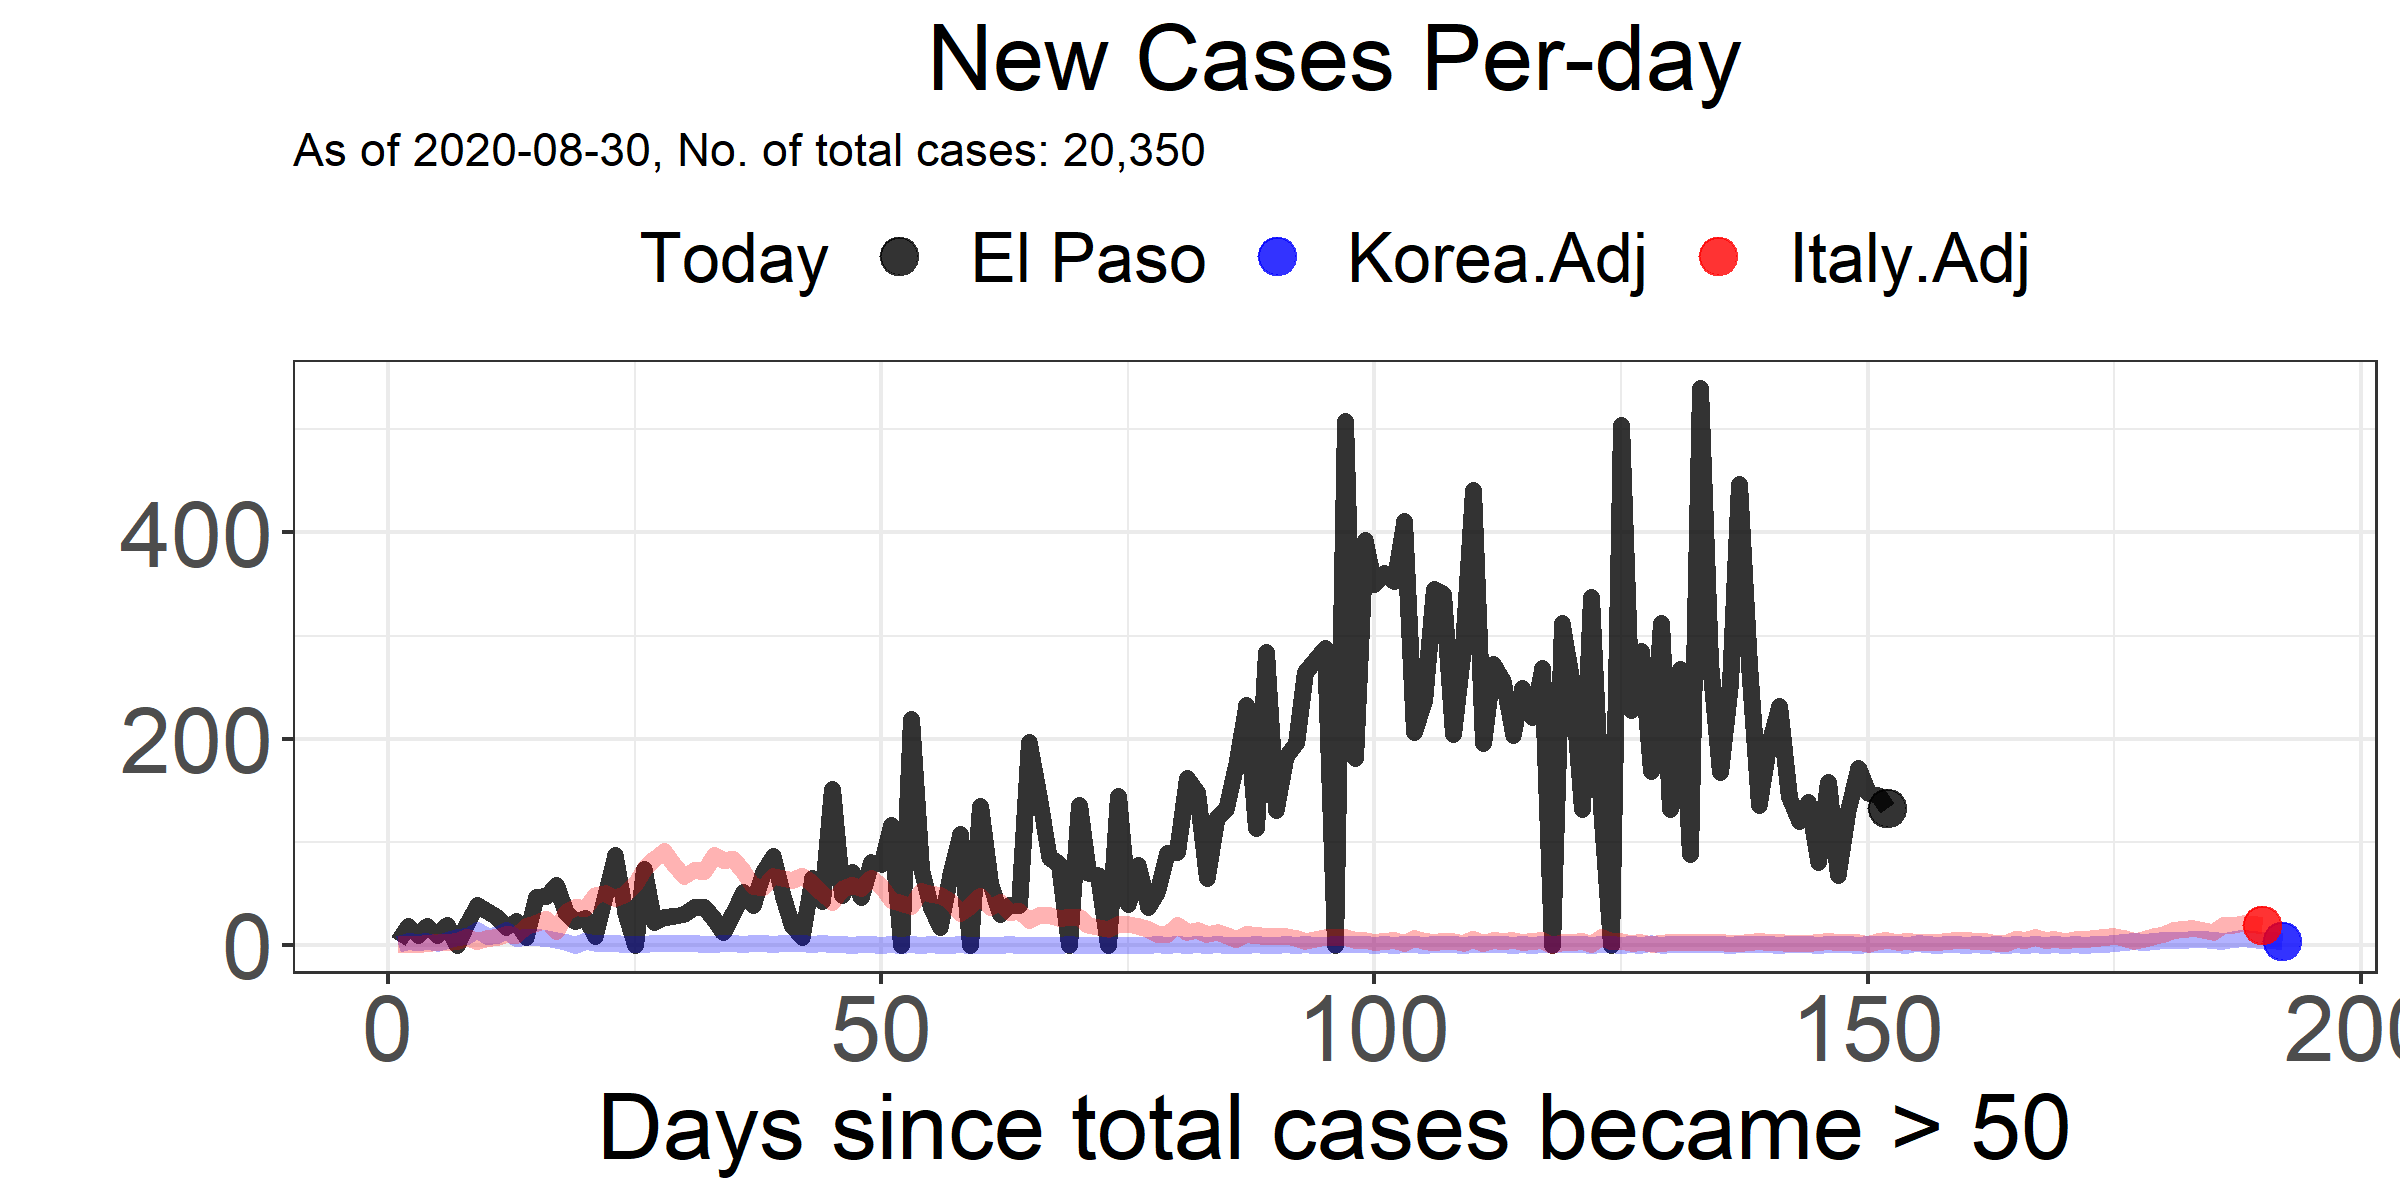 New Cases Per-day
As of 2020-08-30, No. of total cases: 20,350
Today El Paso Korea.Adj Italy.Adj
400
200
0
0 50 100 150 200
Days since total cases became > 50